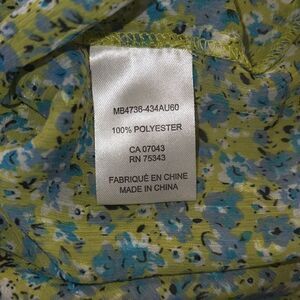 MB4736-434AU60
100% POLYESTER
CA 07043
RN 75343
FABRIQUÉ EN CHINE
MADE IN CHINA